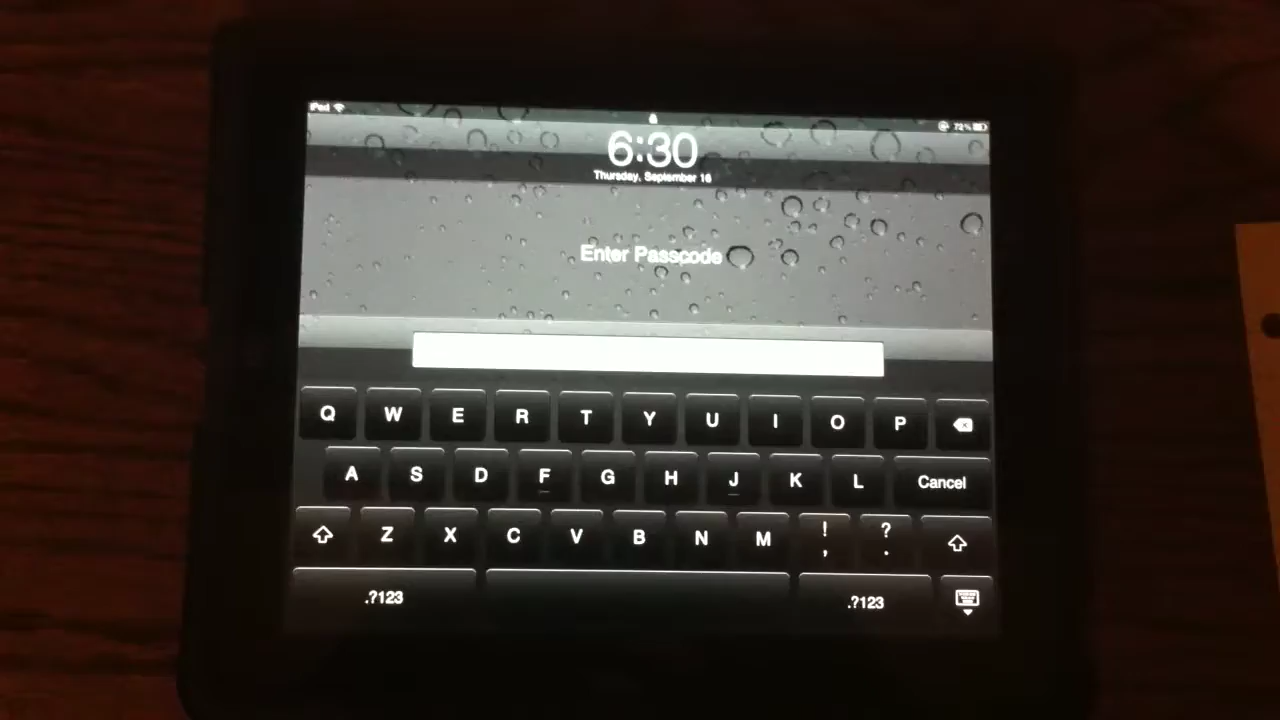 iPad
72%
6:30
Thursday, September 16
Enter Passcode
Q W E R T Y U I O P
A S D F G H J K L Cancel
Z X C V B N M ! , ? .
.?123 .?123